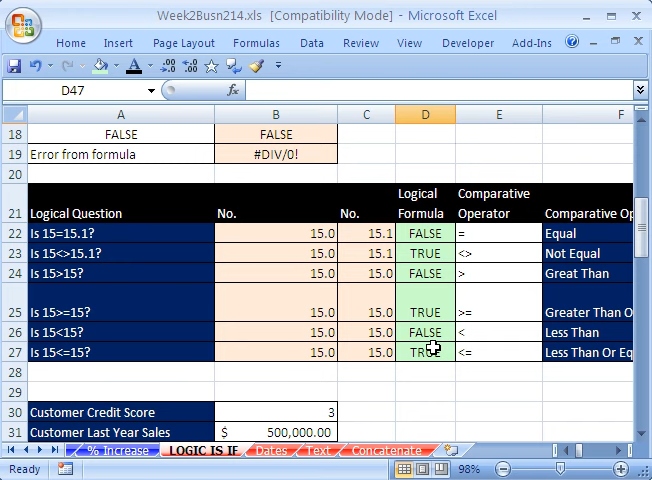 Week2Busn214.xls [Compatibility Mode] - Microsoft Excel
Home Insert Formulas Data Review View Developer Add-Ins
D47 fx
A B C D E F
18 FALSE FALSE
19 Error from formula #DIV/0!
20
21 Logical Question No. No. Logical Formula Comparative Operator Comparative Op
22 Is 15=15.1? 15.0 15.1 FALSE = Equal
23 Is 15<>15.1? 15.0 15.1 TRUE <> Not Equal
24 Is 15>15? 15.0 15.0 FALSE > Great Than
25 Is 15>=15? 15.0 15.0 TRUE >= Greater Than O
26 Is 15<15? 15.0 15.0 FALSE < Less Than
27 Is 15<=15? 15.0 15.0 TRUE <= Less Than Or Eq
28
29
30 Customer Credit Score 3
31 Customer Last Year Sales $ 500,000.00
% Increase LOGIC IS IF Dates Text Concatenate
Ready 98%